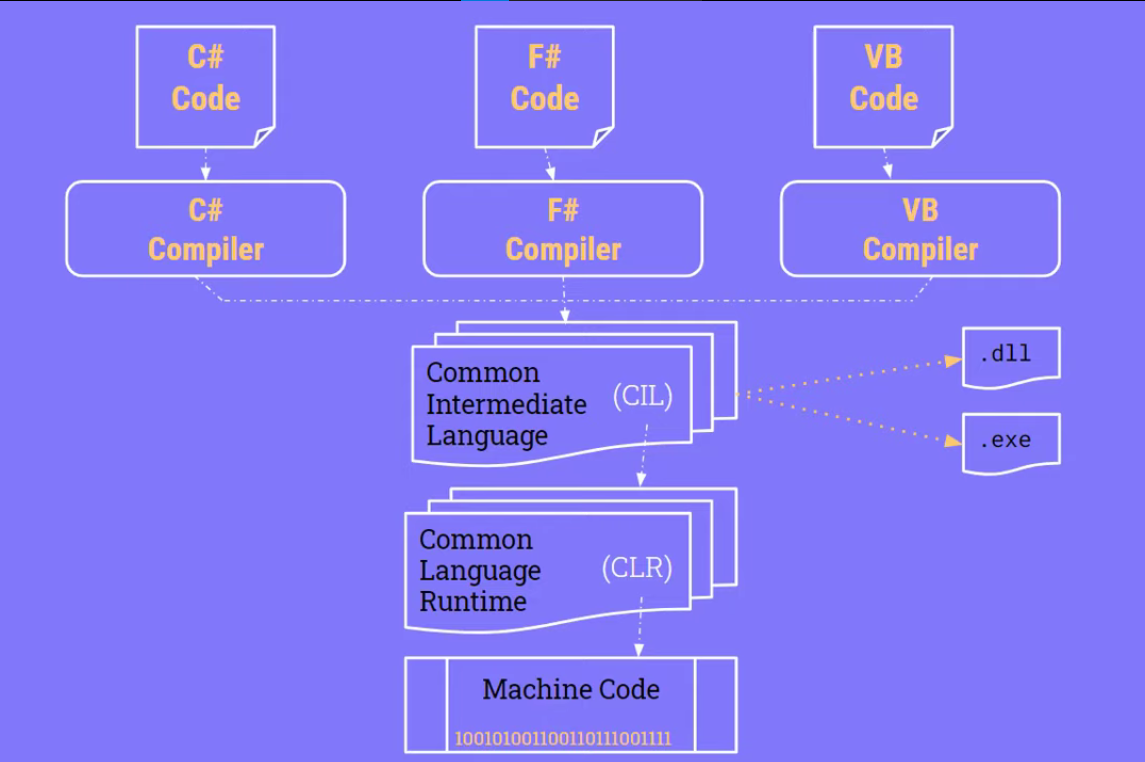 C#
Code
F#
Code
VB
Code
C#
Compiler
F#
Compiler
VB
Compiler
Common
Intermediate
Language
(CIL)
.dll
.exe
Common
Language
Runtime
(CLR)
Machine Code
100101001100110111001111